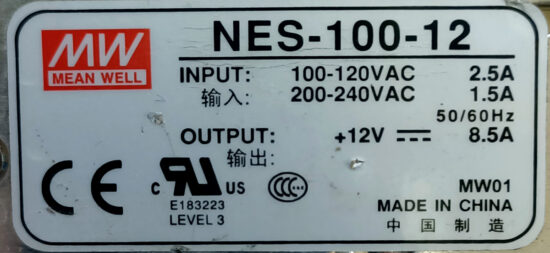 MW
MEAN WELL
NES-100-12
INPUT: 100-120VAC 2.5A
输入: 200-240VAC 1.5A
50/60Hz
OUTPUT: +12V 8.5A
输出:
CE
c UR US
E183223
LEVEL 3
CCC
MW01
MADE IN CHINA
中国制造